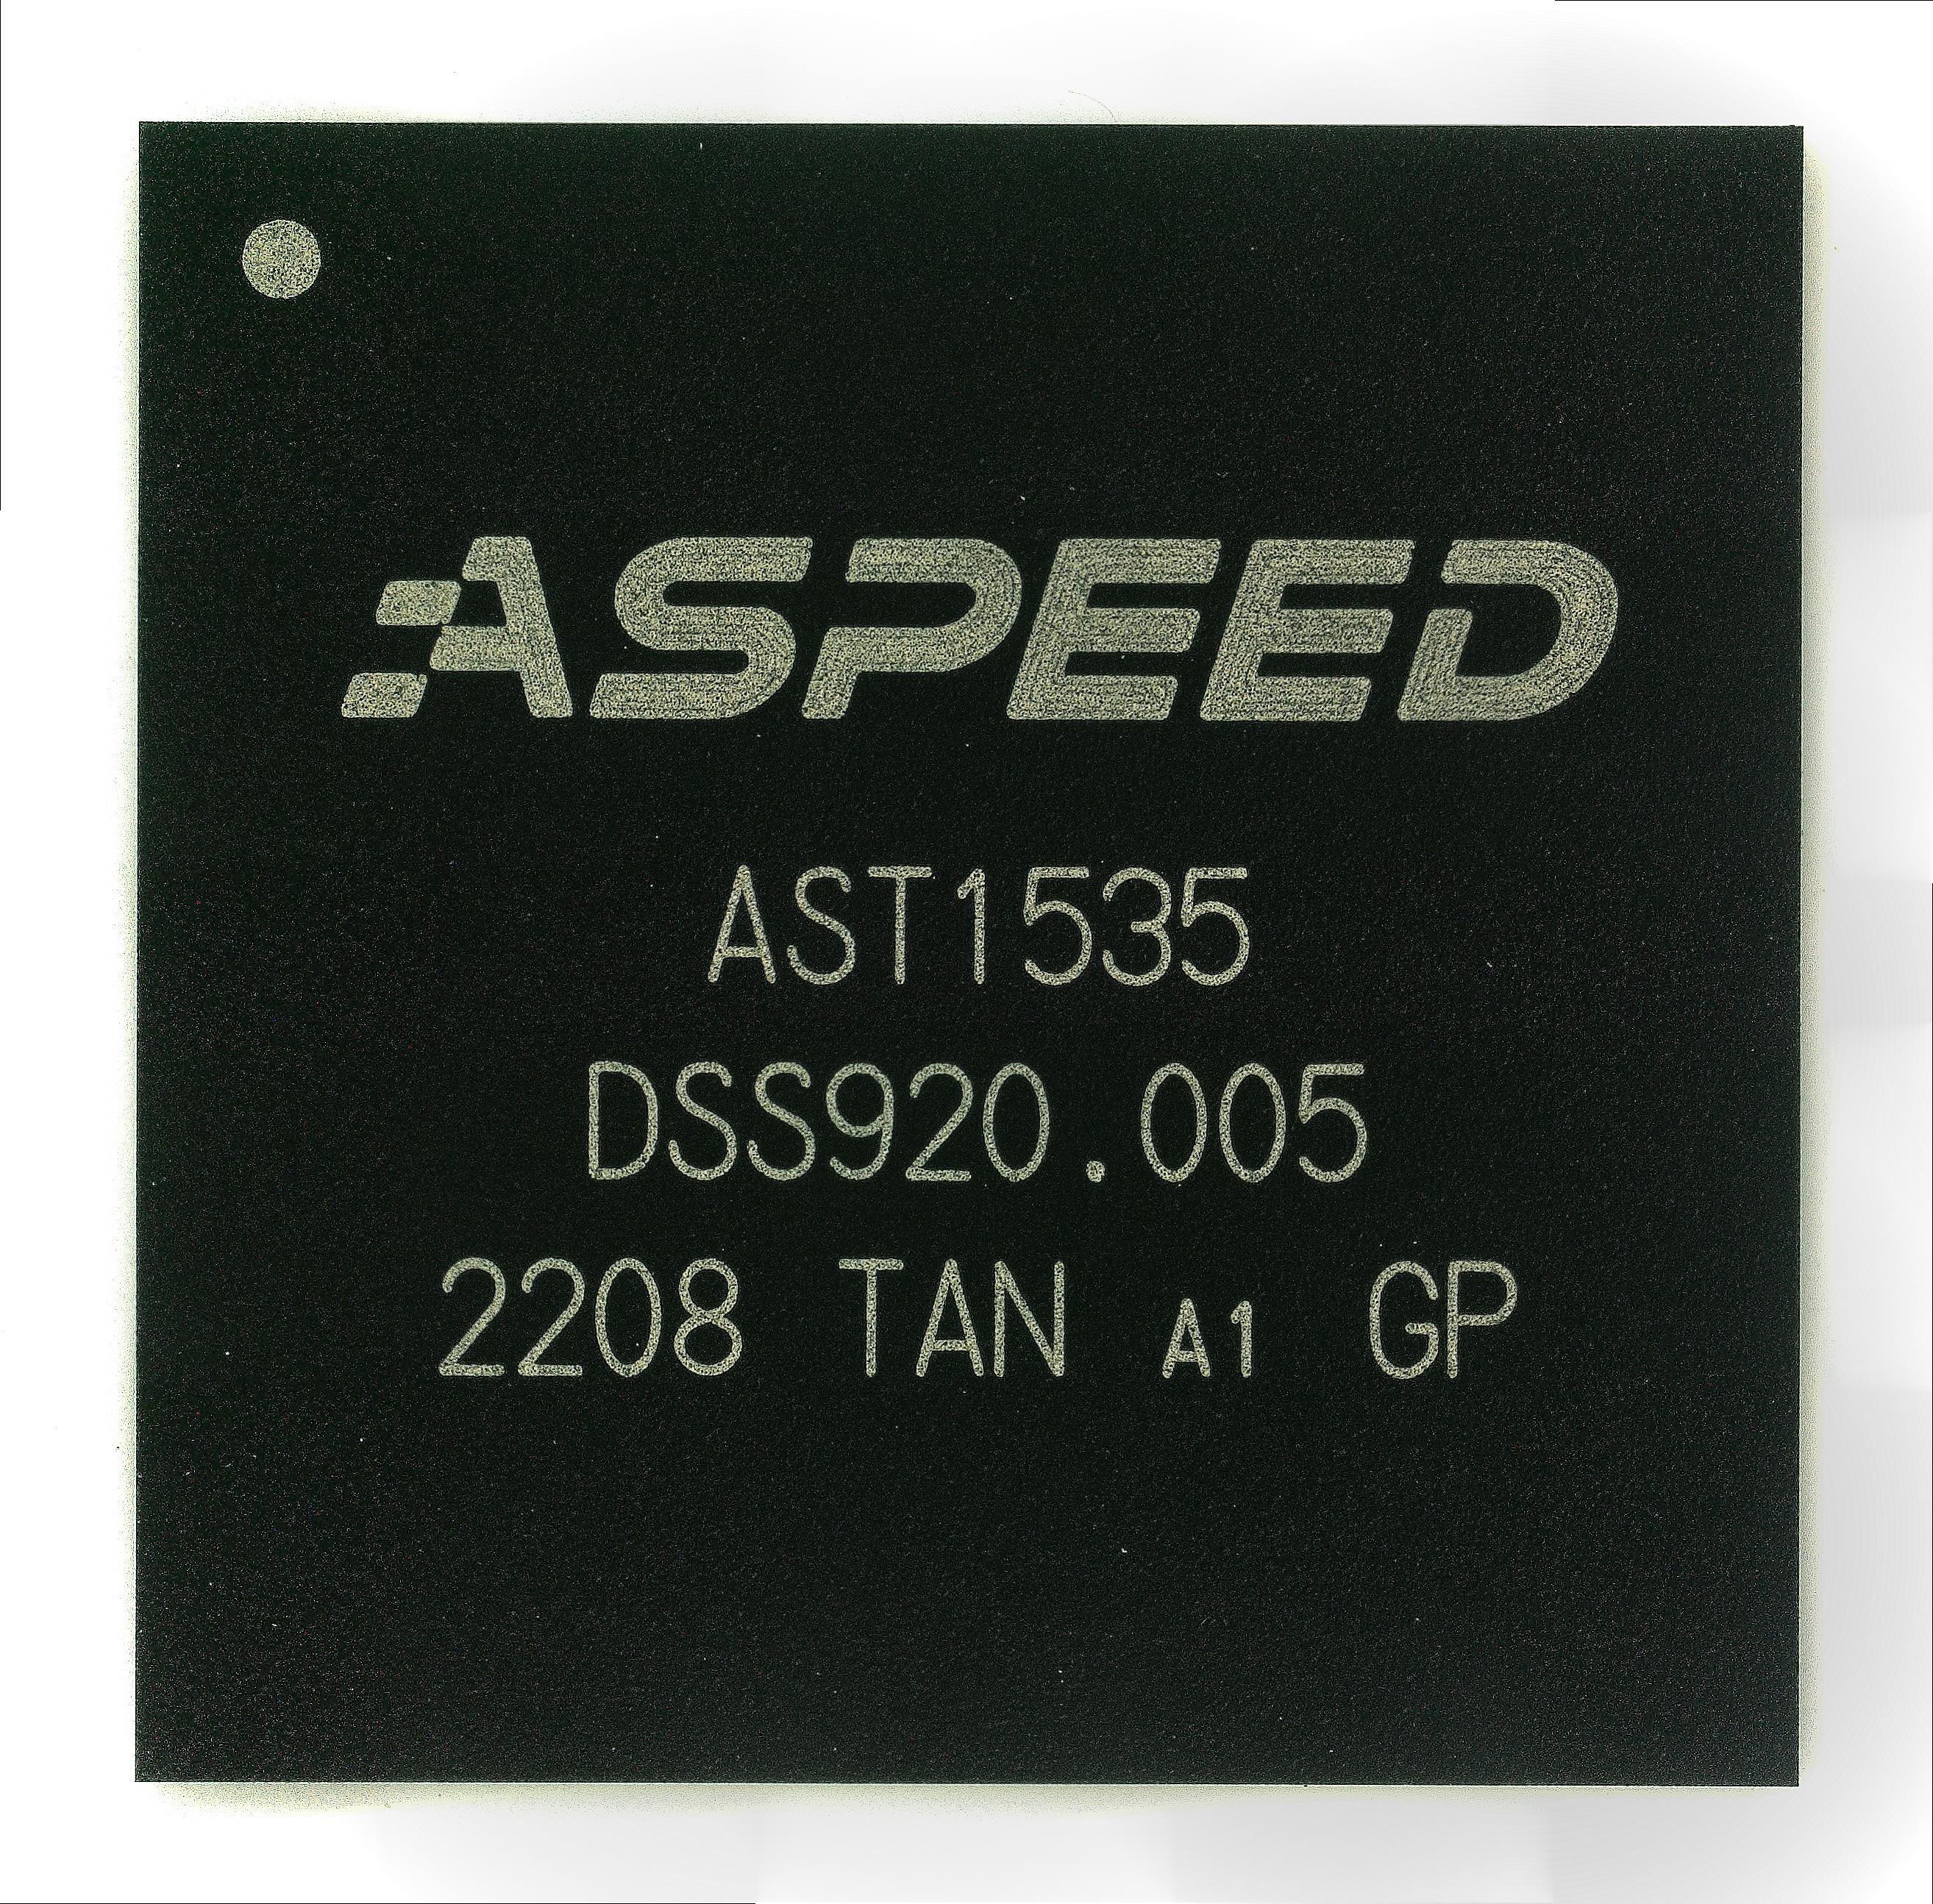 ASPEED
AST1535
DSS920.005
2208 TAN A1 GP